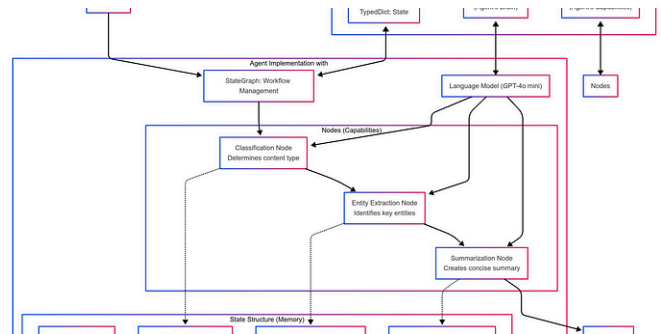 TypedDict: State
Agent Implementation with
StateGraph: Workflow
Management
Language Model (GPT-4o mini)
Nodes
Nodes (Capabilities)
Classification Node
Determines content type
Entity Extraction Node
Identifies key entities
Summarization Node
Creates concise summary
State Structure (Memory)